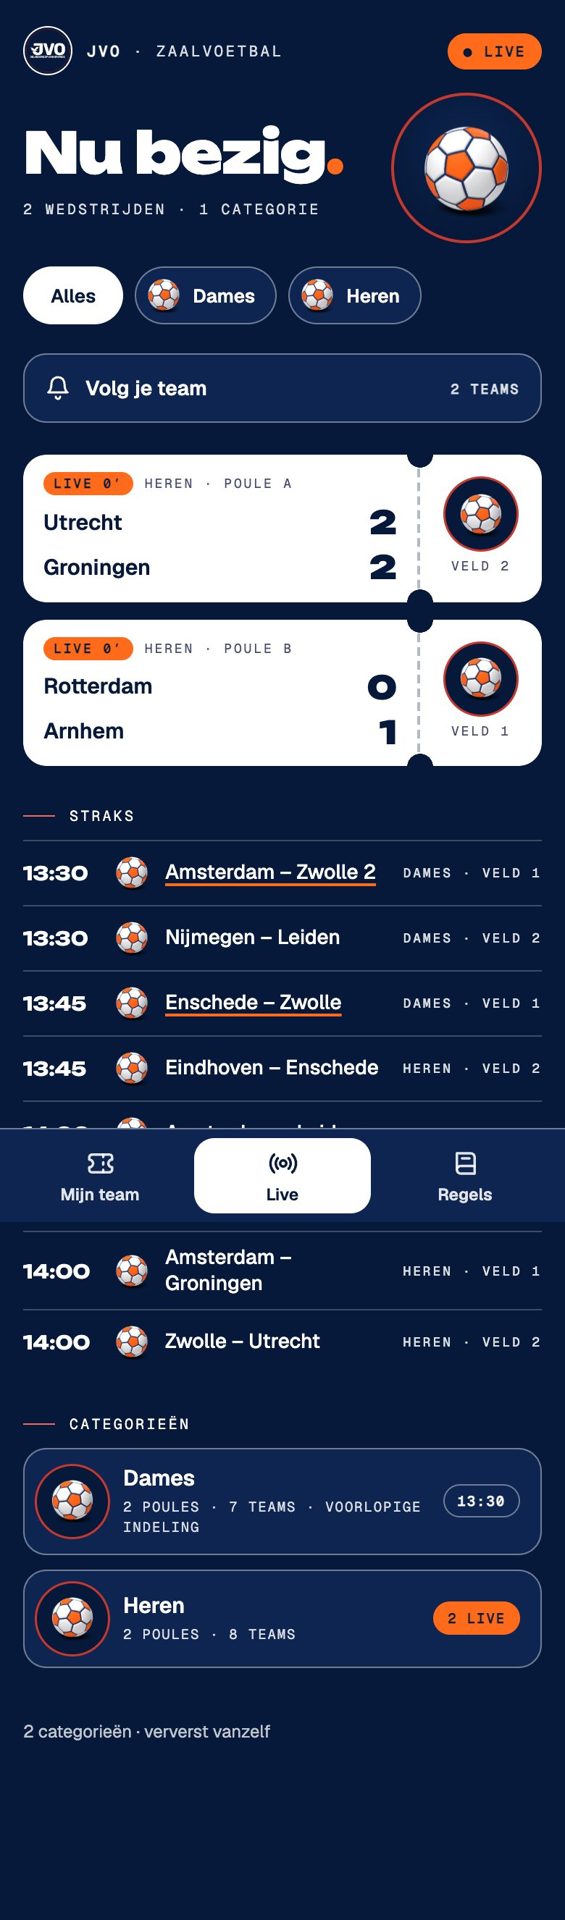 JVO
JVO · ZAALVOETBAL
● LIVE
Nu bezig.
2 WEDSTRIJDEN · 1 CATEGORIE
Alles
Dames
Heren
Volg je team
2 TEAMS
LIVE 0' HEREN · POULE A
Utrecht 2
Groningen 2
VELD 2
LIVE 0' HEREN · POULE B
Rotterdam 0
Arnhem 1
VELD 1
STRAKS
13:30 Amsterdam – Zwolle 2 DAMES · VELD 1
13:30 Nijmegen – Leiden DAMES · VELD 2
13:45 Enschede – Zwolle DAMES · VELD 1
13:45 Eindhoven – Enschede HEREN · VELD 2
Mijn team
Live
Regels
14:00 Amsterdam –
Groningen HEREN · VELD 1
14:00 Zwolle – Utrecht HEREN · VELD 2
CATEGORIEËN
Dames
2 POULES · 7 TEAMS · VOORLOPIGE
INDELING
13:30
Heren
2 POULES · 8 TEAMS
2 LIVE
2 categorieën · ververst vanzelf